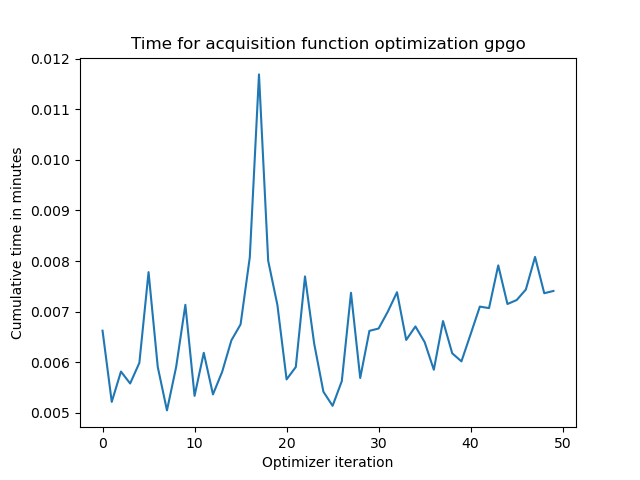 Time for acquisition function optimization gpgo
0.012
0.011
0.010
0.009
0.008
0.007
0.006
0.005
Cumulative time in minutes
0 10 20 30 40 50
Optimizer iteration